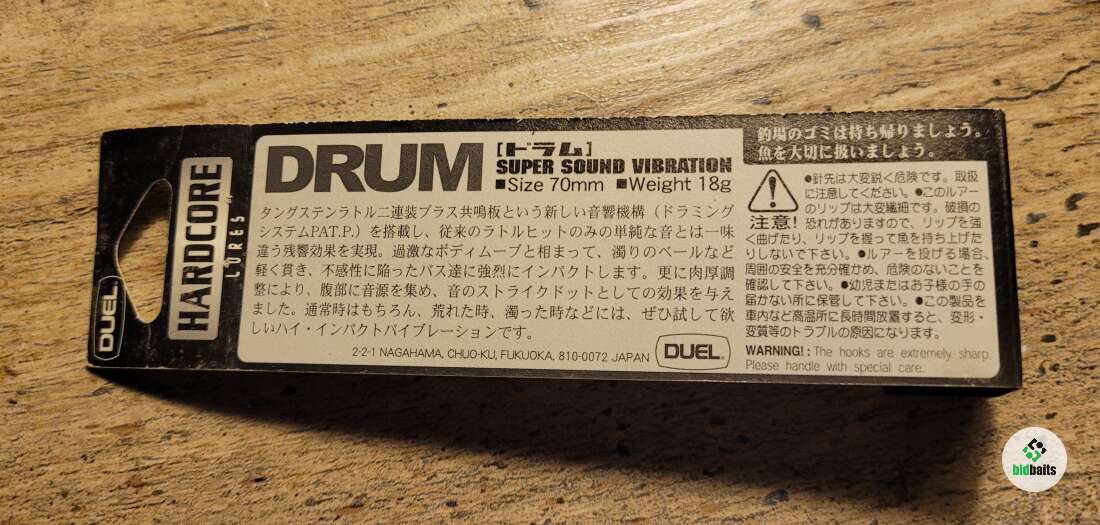 DUEL
HARDCORE
LURES
DRUM
[ドラム]
SUPER SOUND VIBRATION
■Size 70mm ■Weight 18g
タングステンラトル二連装プラス共鳴板という新しい音響機構（ドラミング
システムPAT.P.）を搭載し、従来のラトルヒットのみの単純な音とは一味
違う残響効果を実現。過激なボディムーブと相まって、濁りのベールなど
軽く貫き、不感性に陥ったバス達に強烈にインパクトします。更に肉厚調
整により、腹部に音源を集め、音のストライクドットとしての効果を与え
ました。通常時はもちろん、荒れた時、濁った時などには、ぜひ試して欲
しいハイ・インパクトバイブレーションです。
2-2-1 NAGAHAMA, CHUO-KU, FUKUOKA, 810-0072 JAPAN
DUEL
釣場のゴミは持ち帰りましょう。
魚を大切に扱いましょう。
注意!
●針先は大変鋭く危険です。取扱
に注意してください。●このルアー
のリップは大変繊細です。破損の
恐れがありますので、リップを強
く曲げたり、リップを握って魚を持ち上げた
りしないで下さい。●ルアーを投げる場合、
周囲の安全を充分確かめ、危険のないことを
確認して下さい。●幼児またはお子様の手の
届かない所に保管して下さい。●この製品を
車内など高温所に長時間放置すると、変形・
変質等のトラブルの原因になります。
WARNING!: The hooks are extremely sharp.
Please handle with special care.
bidbaits